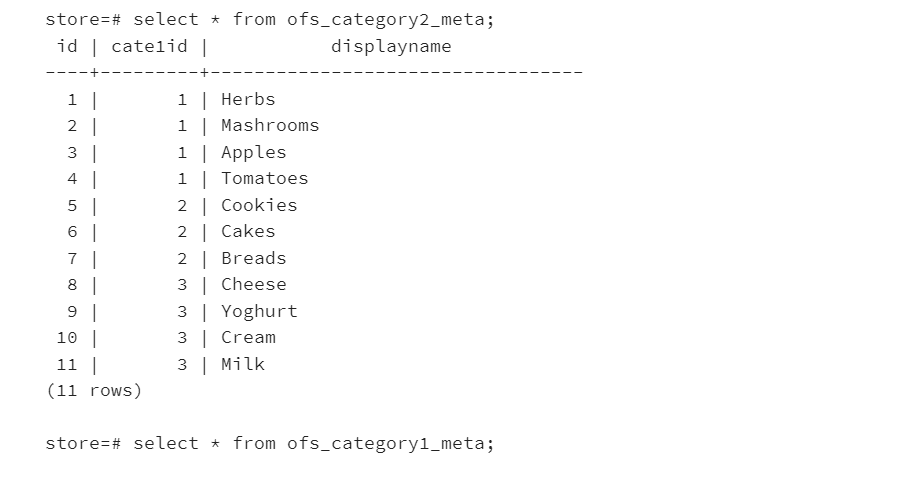 store=# select * from ofs_category2_meta;
 id | cate1id |           displayname
----+---------+----------------------------------
  1 |       1 | Herbs
  2 |       1 | Mashrooms
  3 |       1 | Apples
  4 |       1 | Tomatoes
  5 |       2 | Cookies
  6 |       2 | Cakes
  7 |       2 | Breads
  8 |       3 | Cheese
  9 |       3 | Yoghurt
 10 |       3 | Cream
 11 |       3 | Milk
(11 rows)
store=# select * from ofs_category1_meta;